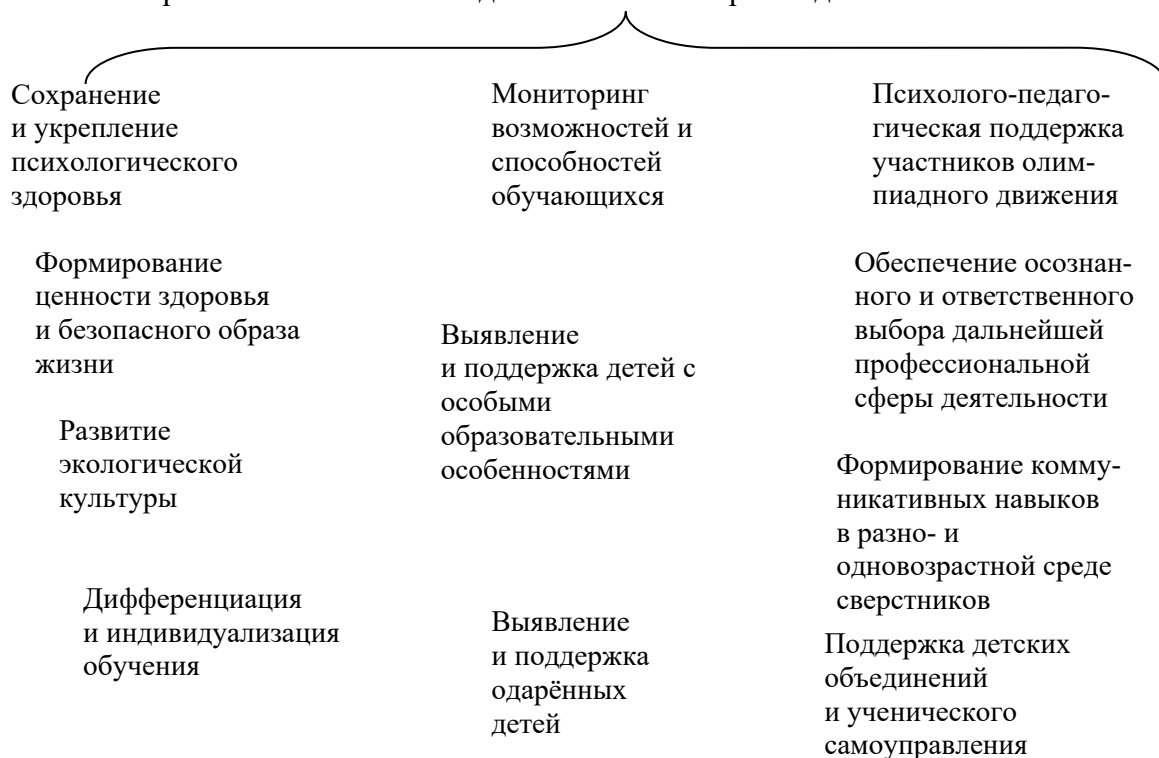 Сохранение
и укрепление
психологического
здоровья
Формирование
ценности здоровья
и безопасного образа
жизни
Развитие
экологической
культуры
Дифференциация
и индивидуализация
обучения
Мониторинг
возможностей и
способностей
обучающихся
Выявление
и поддержка детей с
особыми
образовательными
особенностями
Выявление
и поддержка
одарённых
детей
Психолого-педаго-
гическая поддержка
участников олим-
пиадного движения
Обеспечение осознан-
ного и ответственного
выбора дальнейшей
профессиональной
сферы деятельности
Формирование комму-
никативных навыков
в разно- и
одновозрастной среде
сверстников
Поддержка детских
объединений
и ученического
самоуправления